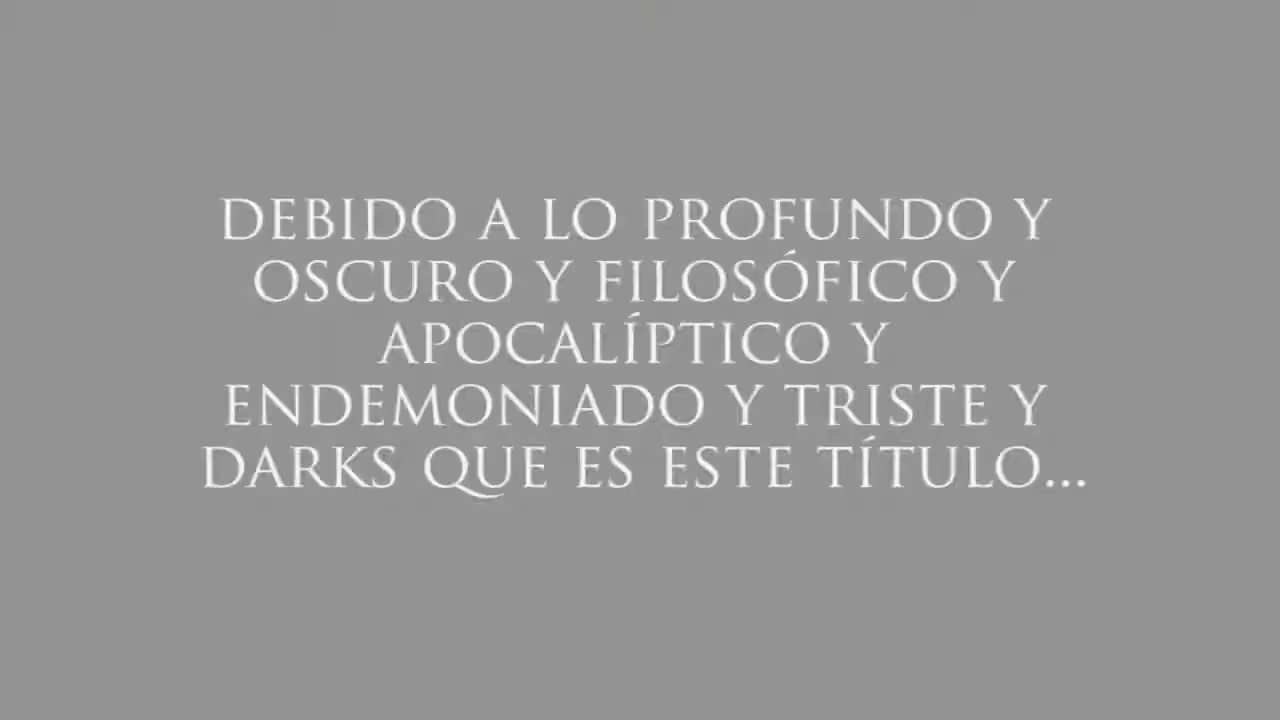 DEBIDO A LO PROFUNDO Y
OSCURO Y FILOSÓFICO Y
APOCALÍPTICO Y
ENDEMONIADO Y TRISTE Y
DARKS QUE ES ESTE TÍTULO...